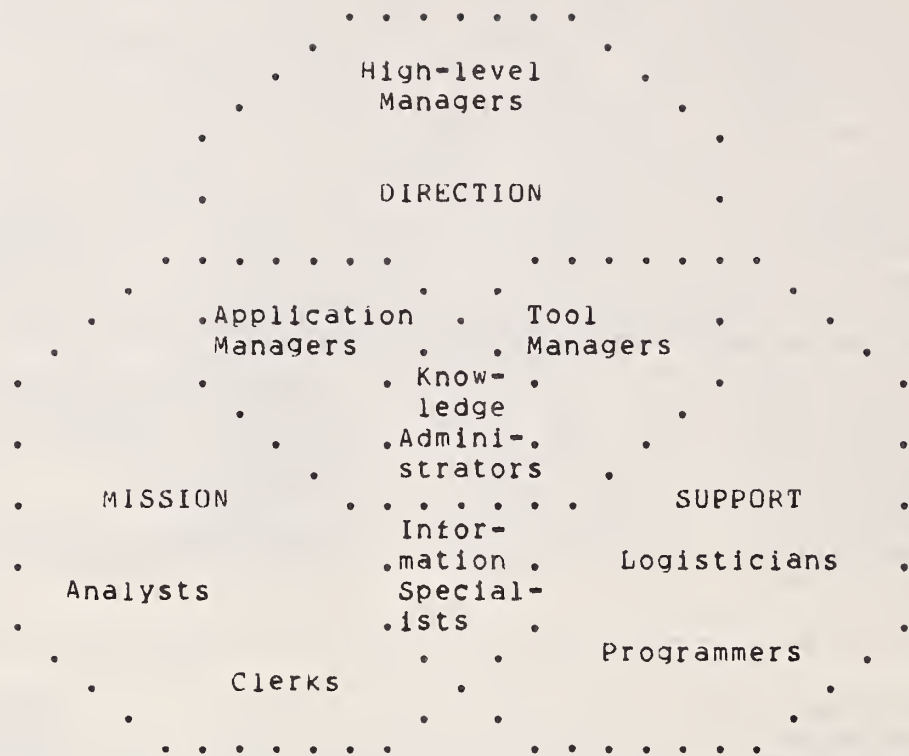 High-level
Managers
DIRECTION
Application
Managers
Tool
Managers
Know-
ledge
Admini-
strators
MISSION
SUPPORT
Infor-
mation
Special-
ists
Logisticians
Analysts
Programmers
Clerks